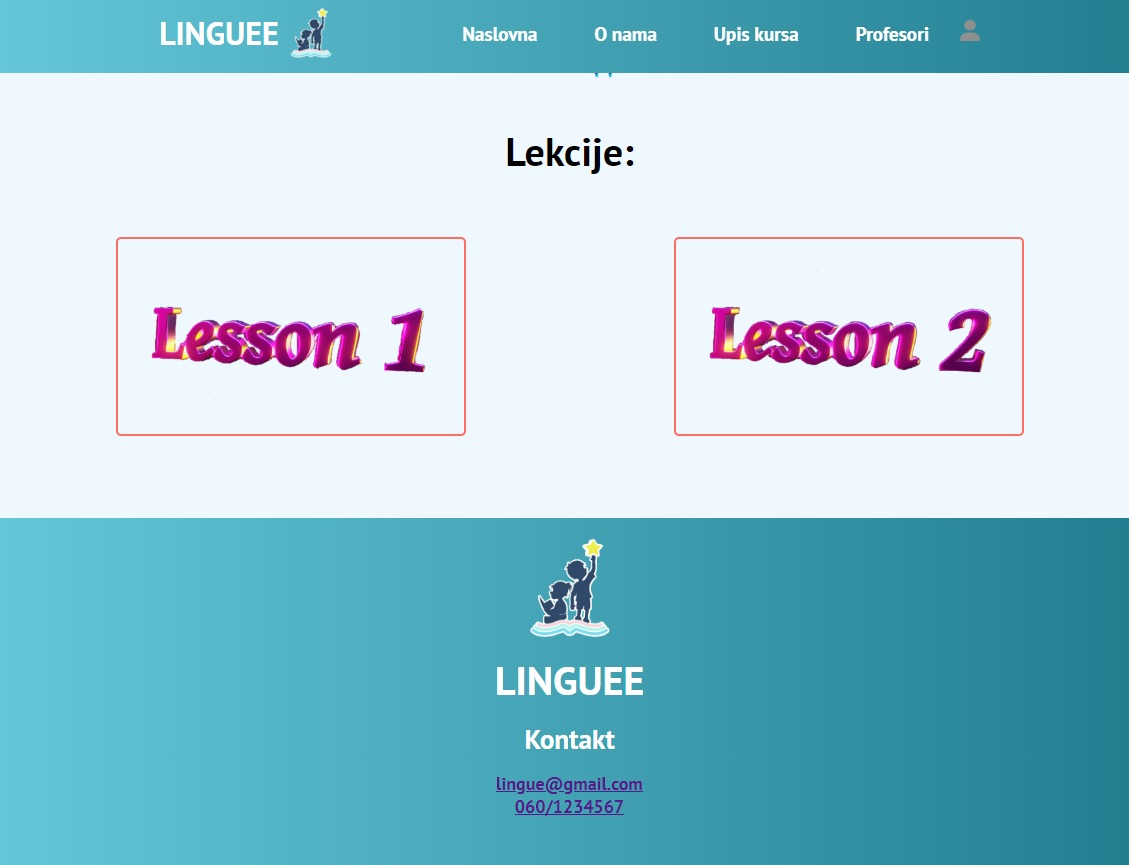 LINGUEE
Naslovna
O nama
Upis kursa
Profesori
Lekcije:
Lesson 1
Lesson 2
LINGUEE
Kontakt
lingue@gmail.com
060/1234567